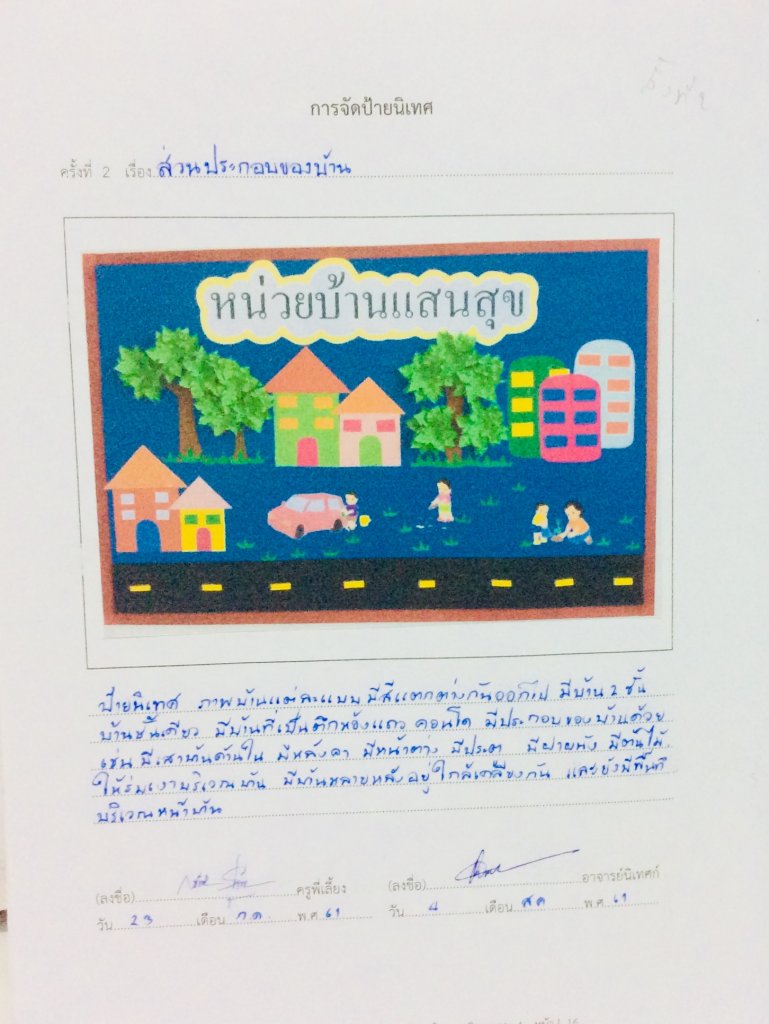 การจัดป้ายนิเทศ
ครั้งที่ 2 เรื่อง ส่วนประกอบของบ้าน
หน่วยบ้านแสนสุข
ป้ายนิเทศ ภาพบ้านแต่ละแบบ มีสีแตกต่างกันออกไป มีบ้าน 2 ชั้น
บ้านชั้นเดียว มีบ้านที่เป็นตึกห้องแถว คอนโด มีประกอบของบ้านด้วย
เช่น มีเสาบ้านด้านใน มีหลังคา มีหน้าต่าง มีประตู มีฝาผนัง มีต้นไม้
ให้ร่มเงาบริเวณบ้าน มีบ้านหลายหลังอยู่ใกล้เคียงกัน และยังมีพื้นที่
บริเวณหน้าบ้าน
(ลงชื่อ) ครูพี่เลี้ยง (ลงชื่อ) อาจารย์นิเทศก์
วัน 23 เดือน กค พ.ศ 61 วัน 4 เดือน สค พ.ศ 61